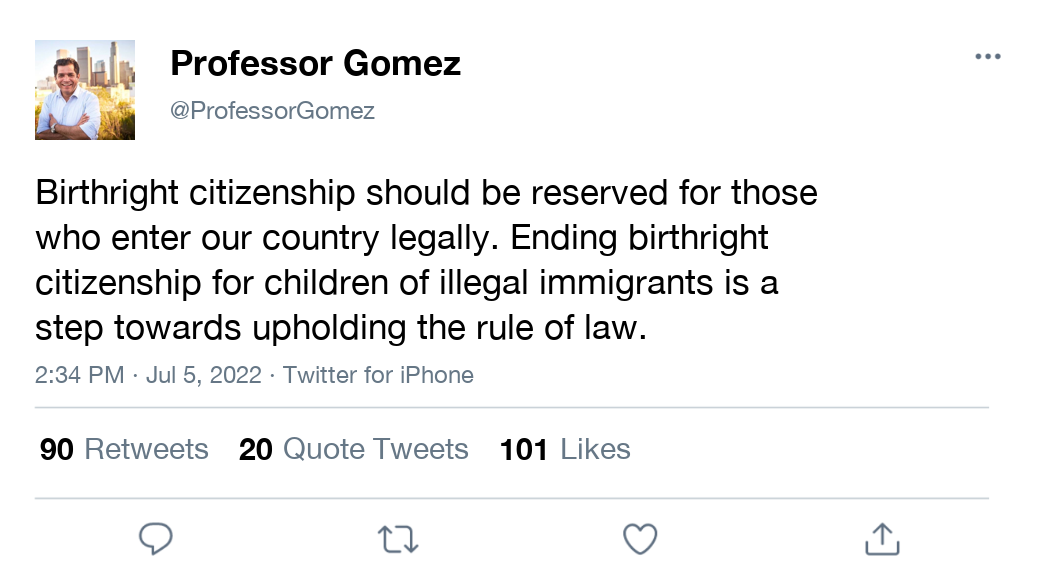 Professor Gomez
@ProfessorGomez
Birthright citizenship should be reserved for those
who enter our country legally. Ending birthright
citizenship for children of illegal immigrants is a
step towards upholding the rule of law.
2:34 PM · Jul 5, 2022 · Twitter for iPhone
90 Retweets 20 Quote Tweets 101 Likes